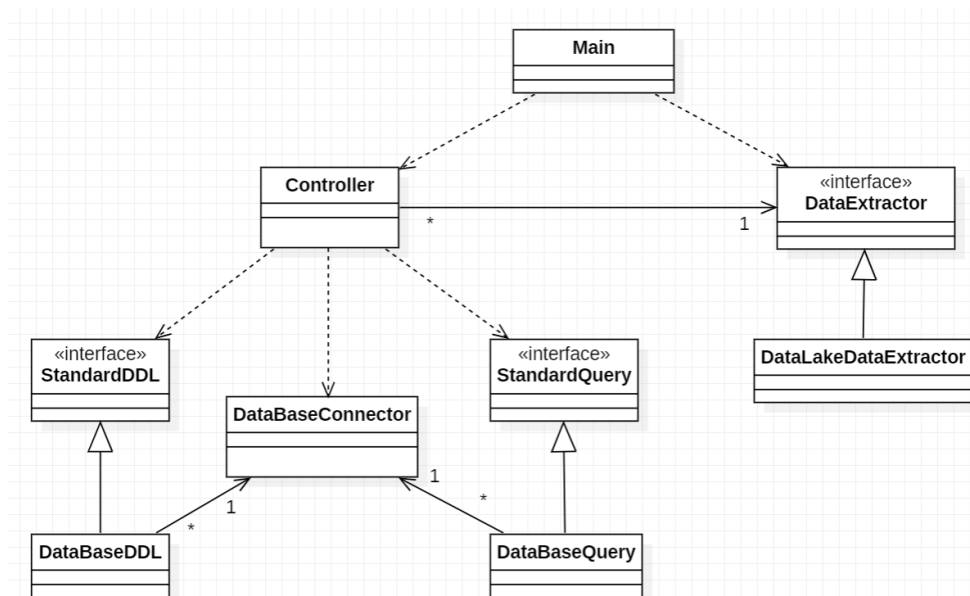 Main
Controller
«interface»
DataExtractor
*
1
«interface»
StandardDDL
«interface»
StandardQuery
DataLakeDataExtractor
DataBaseConnector
1
*
1
*
DataBaseDDL
DataBaseQuery